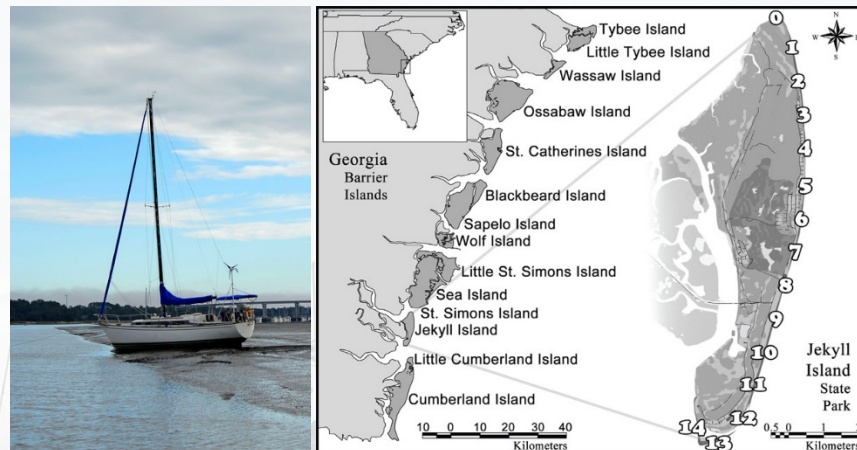 Tybee Island
Little Tybee Island
Wassaw Island
Ossabaw Island
St. Catherines Island
Georgia
Barrier
Islands
Blackbeard Island
Sapelo Island
Wolf Island
Little St. Simons Island
Sea Island
St. Simons Island
Jekyll Island
Little Cumberland Island
Cumberland Island
10 0 10 20 30 40
Kilometers
N
W
S
0
1
2
3
4
5
6
7
8
9
10
11
12
13
14
Jekyll
Island
State
Park
0.5 0 1
Kilometers